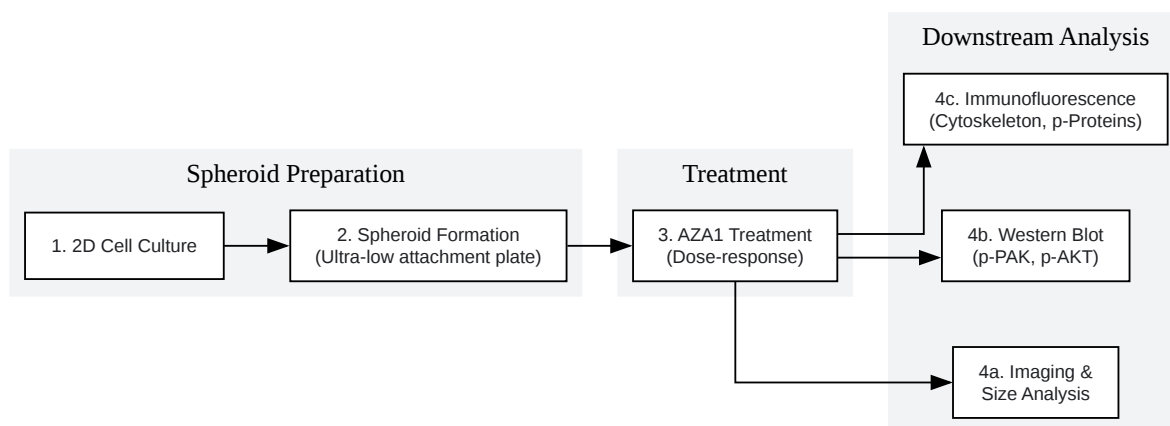 Spheroid Preparation
1. 2D Cell Culture
2. Spheroid Formation
(Ultra-low attachment plate)
Treatment
3. AZA1 Treatment
(Dose-response)
Downstream Analysis
4c. Immunofluorescence
(Cytoskeleton, p-Proteins)
4b. Western Blot
(p-PAK, p-AKT)
4a. Imaging &
Size Analysis